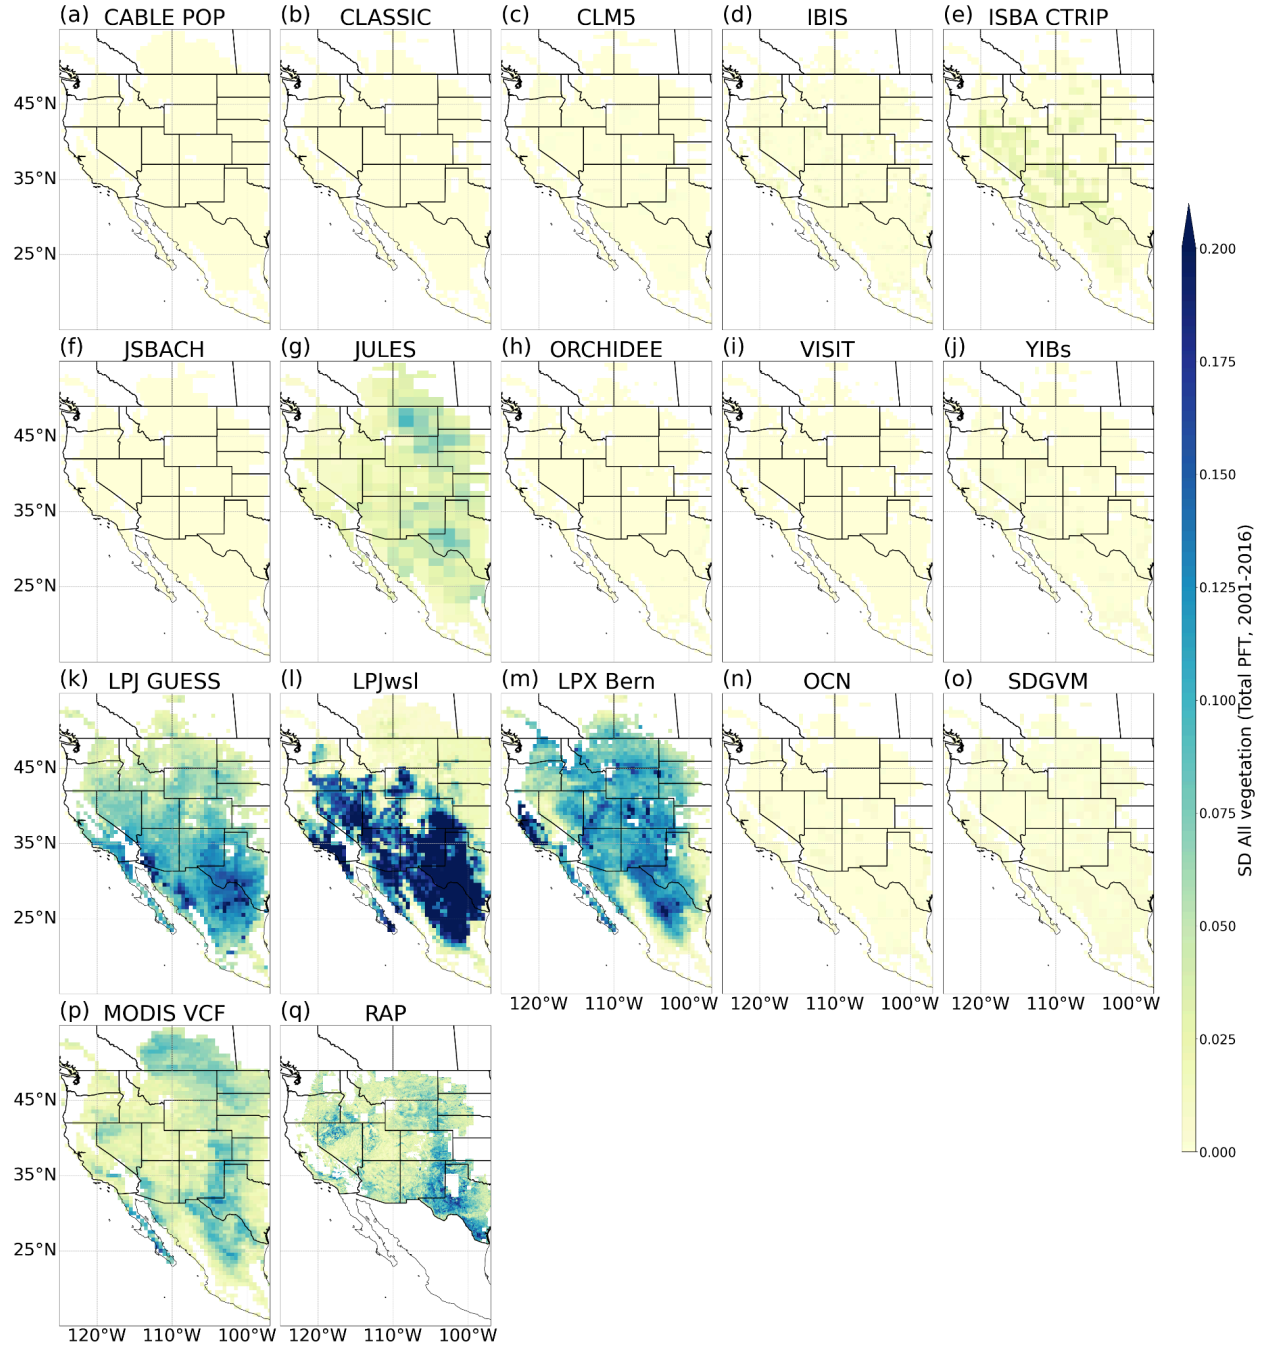 (a) CABLE POP
(b) CLASSIC
(c) CLM5
(d) IBIS
(e) ISBA CTRIP
45°N
35°N
25°N
(f) JSBACH
(g) JULES
(h) ORCHIDEE
(i) VISIT
(j) YIBs
45°N
35°N
25°N
(k) LPJ GUESS
(l) LPJwsl
(m) LPX Bern
(n) OCN
(o) SDGVM
45°N
35°N
25°N
120°W 110°W 100°W
120°W 110°W 100°W
120°W 110°W 100°W
(p) MODIS VCF
(q) RAP
45°N
35°N
25°N
120°W 110°W 100°W
120°W 110°W 100°W
0.200
0.175
0.150
0.125
0.100
0.075
0.050
0.025
0.000
SD All vegetation (Total PFT, 2001-2016)